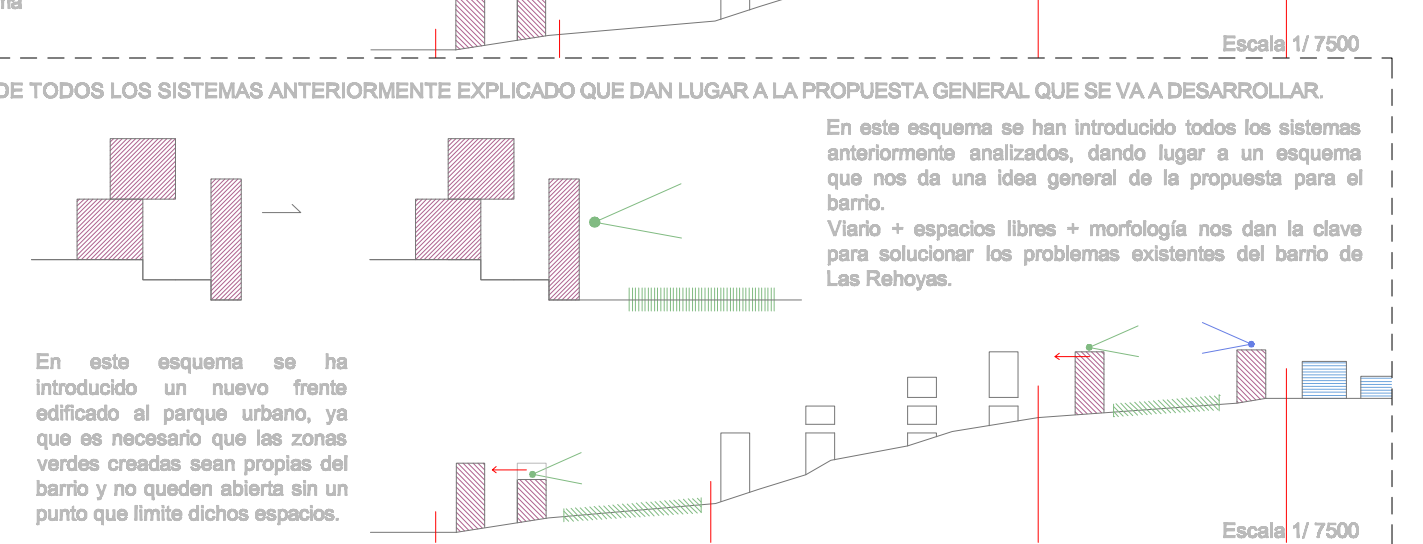 Escala 1/ 7500
DE TODOS LOS SISTEMAS ANTERIORMENTE EXPLICADO QUE DAN LUGAR A LA PROPUESTA GENERAL QUE SE VA A DESARROLLAR.
En este esquema se han introducido todos los sistemas
anteriormente analizados, dando lugar a un esquema
que nos da una idea general de la propuesta para el
barrio.
Viario + espacios libres + morfología nos dan la clave
para solucionar los problemas existentes del barrio de
Las Rehoyas.
En este esquema se ha
introducido un nuevo frente
edificado al parque urbano, ya
que es necesario que las zonas
verdes creadas sean propias del
barrio y no queden abierta sin un
punto que limite dichos espacios.
Escala 1/ 7500